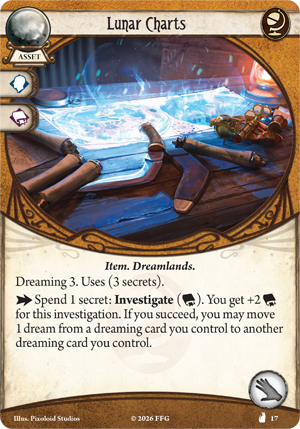 Lunar Charts
ASSET
Item. Dreamlands.
Dreaming 3. Uses (3 secrets).
Spend 1 secret: Investigate ( ). You get +2
for this investigation. If you succeed, you may move
1 dream from a dreaming card you control to another
dreaming card you control.
Illus. Pixoloid Studios © 2026 FFG 17